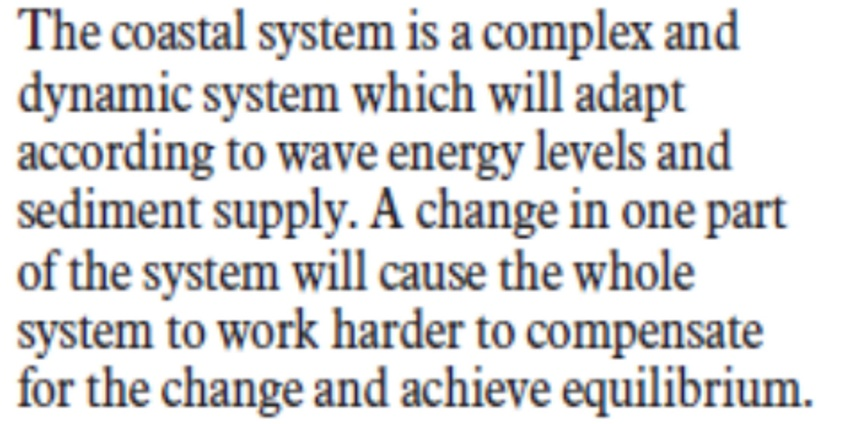 The coastal system is a complex and
dynamic system which will adapt
according to wave energy levels and
sediment supply. A change in one part
of the system will cause the whole
system to work harder to compensate
for the change and achieve equilibrium.